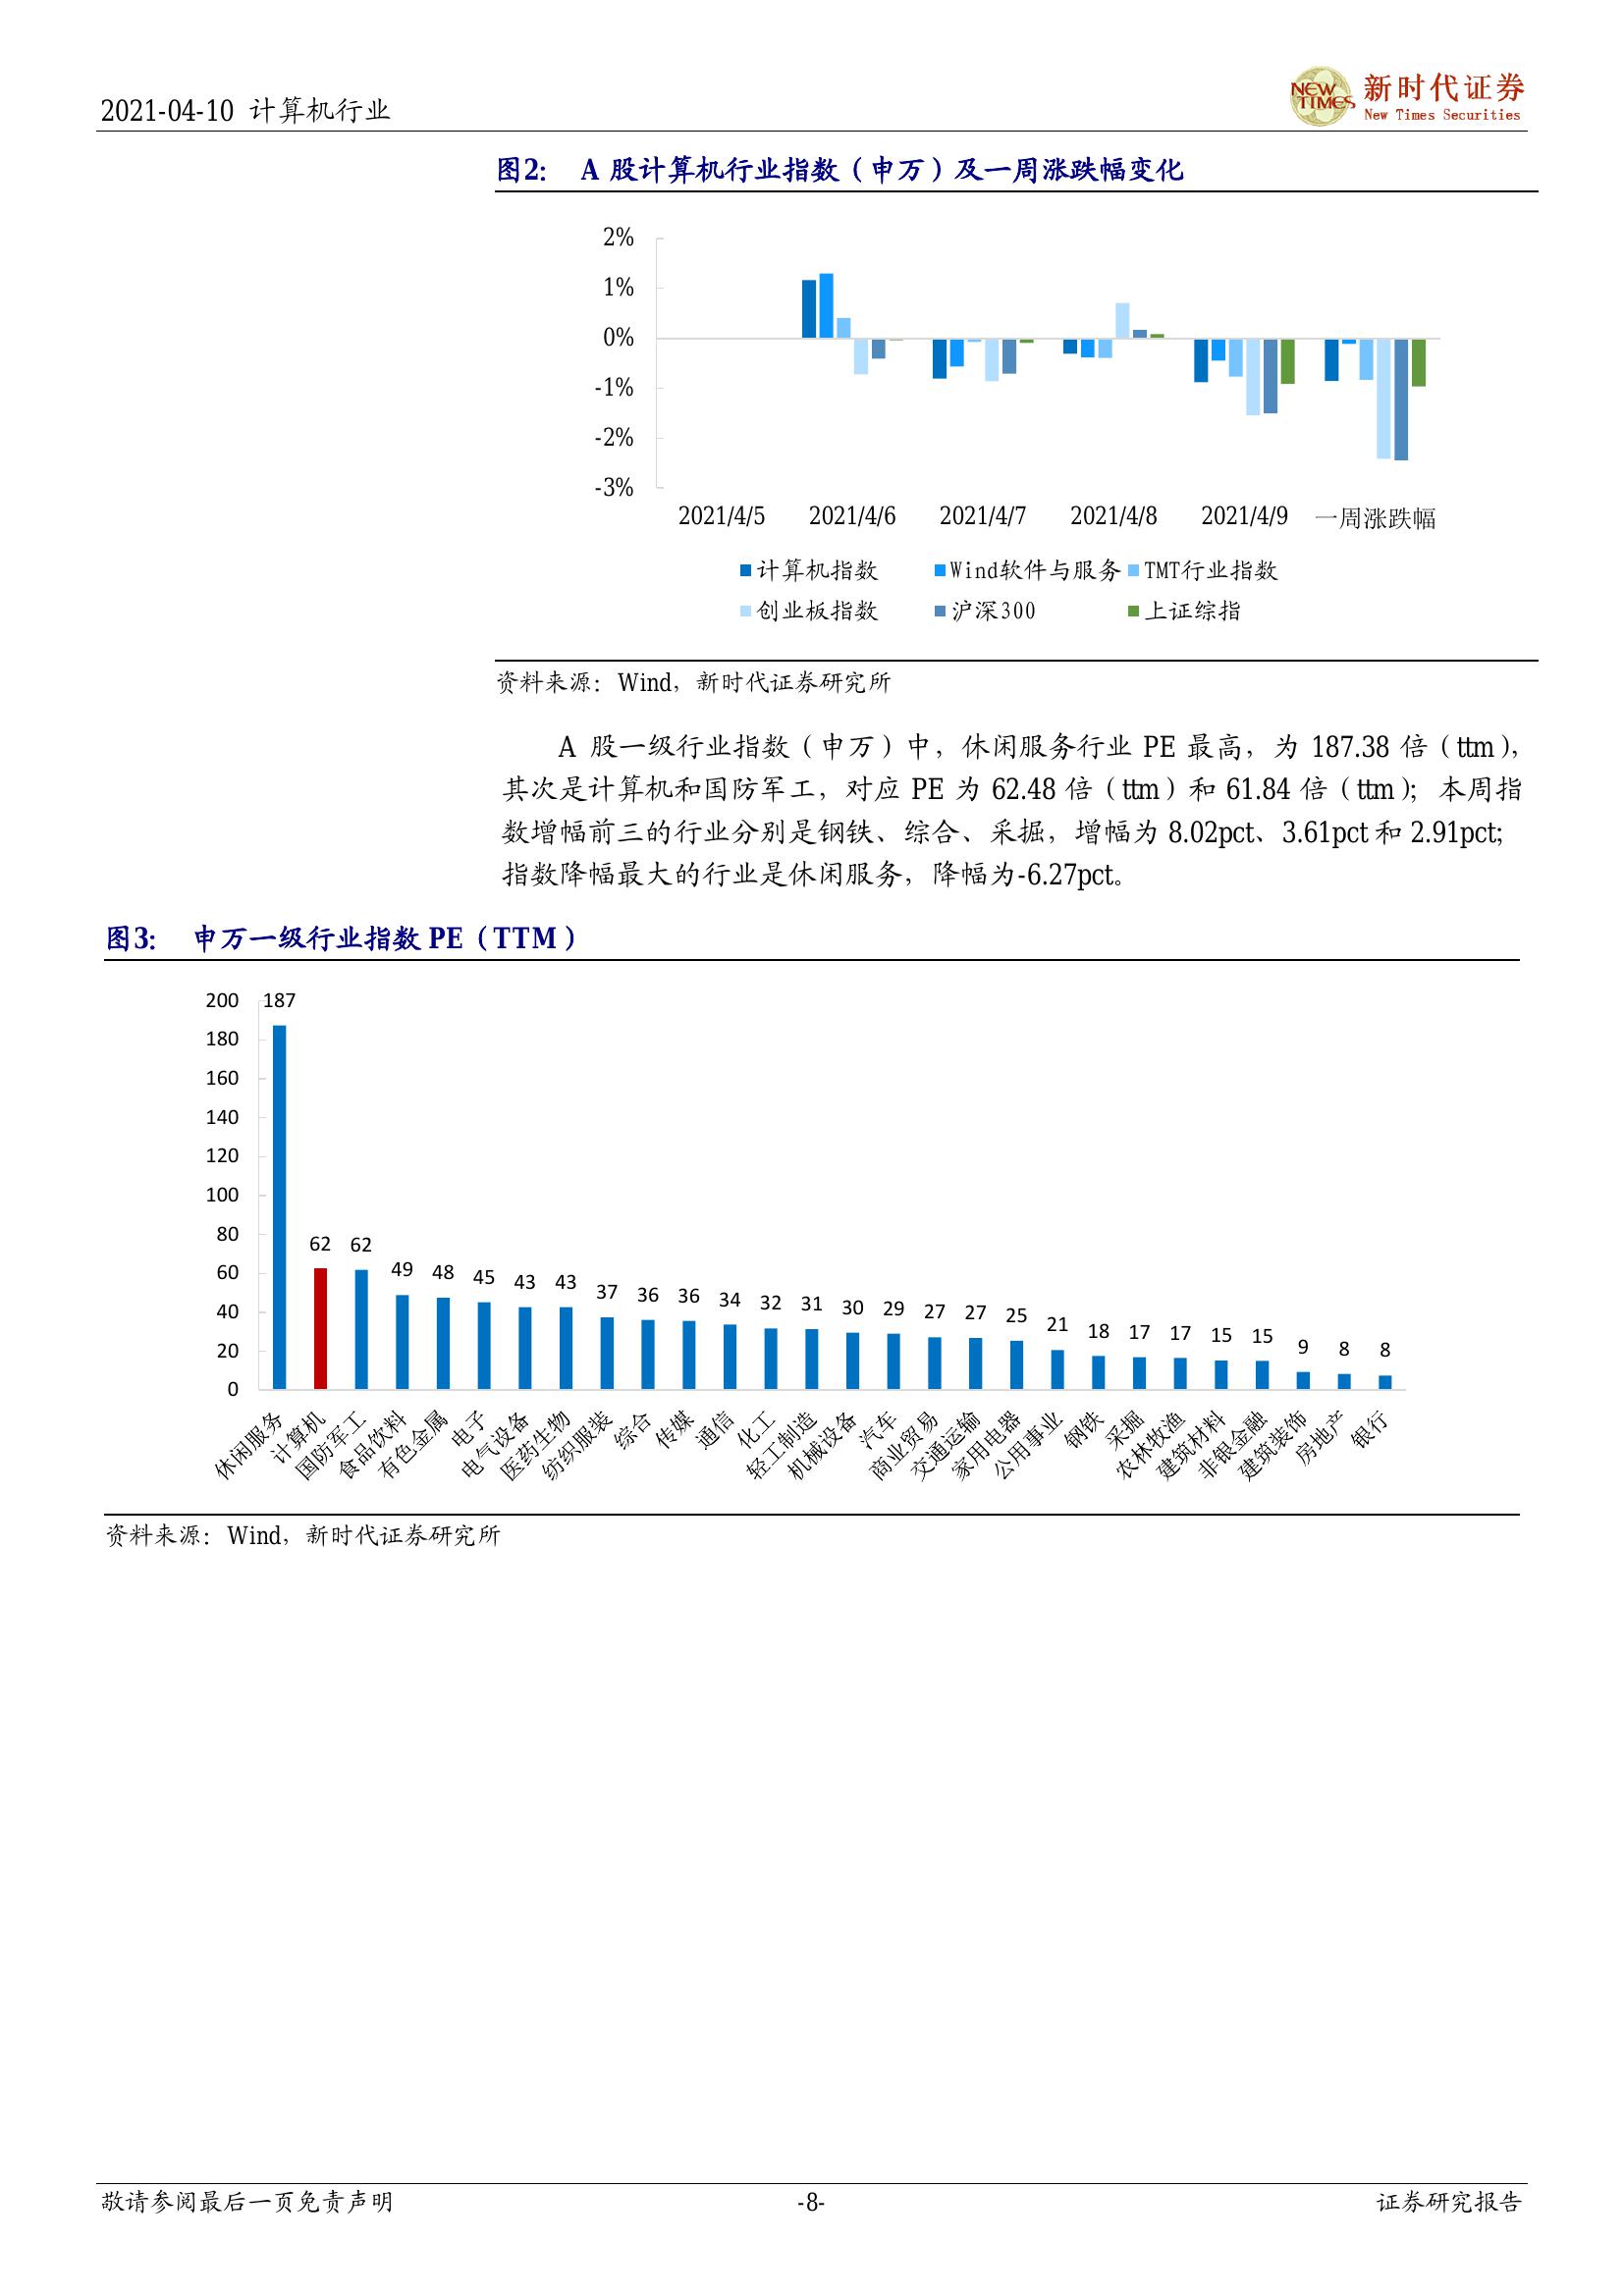 2021-04-10 计算机行业
NEW TIMES
新时代证券
New Times Securities
图2： A 股计算机行业指数（申万）及一周涨跌幅变化
2%
1%
0%
-1%
-2%
-3%
2021/4/5 2021/4/6 2021/4/7 2021/4/8 2021/4/9 一周涨跌幅
计算机指数 Wind软件与服务 TMT行业指数
创业板指数 沪深300 上证综指
资料来源：Wind，新时代证券研究所
A 股一级行业指数（申万）中，休闲服务行业 PE 最高，为 187.38 倍（ttm），
其次是计算机和国防军工，对应 PE 为 62.48 倍（ttm）和 61.84 倍（ttm）；本周指
数增幅前三的行业分别是钢铁、综合、采掘，增幅为 8.02pct、3.61pct 和 2.91pct；
指数降幅最大的行业是休闲服务，降幅为-6.27pct。
图3： 申万一级行业指数 PE（TTM）
200
180
160
140
120
100
80
60
40
20
0
187 62 62 49 48 45 43 43 37 36 36 34 32 31 30 29 27 27 25 21 18 17 17 15 15 9 8 8
休闲服务 计算机 国防军工 食品饮料 有色金属 电子 电气设备 医药生物 纺织服装 综合 传媒 通信 化工 轻工制造 机械设备 汽车 商业贸易 交通运输 家用电器 公用事业 钢铁 采掘 农林牧渔 建筑材料 非银金融 建筑装饰 房地产 银行
资料来源：Wind，新时代证券研究所
敬请参阅最后一页免责声明 -8- 证券研究报告